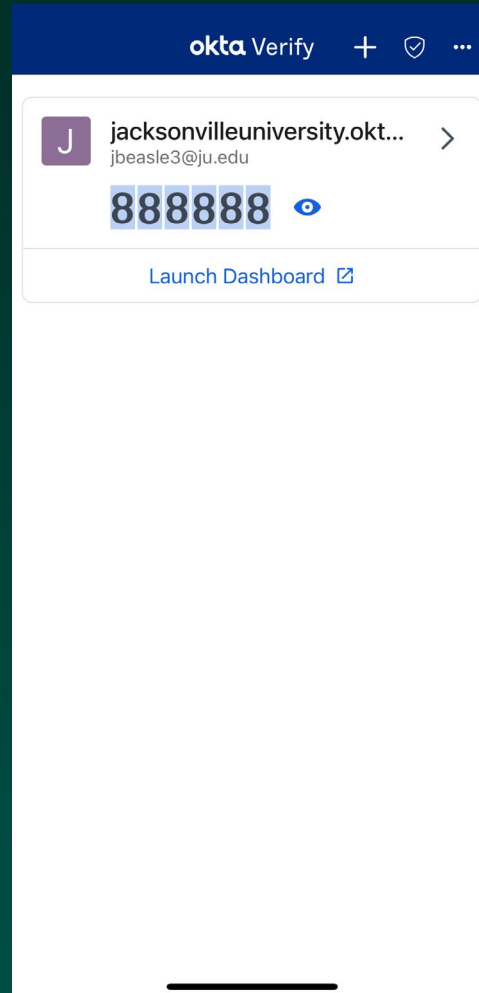 okta Verify
J
jacksonvilleuniversity.okt...
jbeasle3@ju.edu
888888
Launch Dashboard